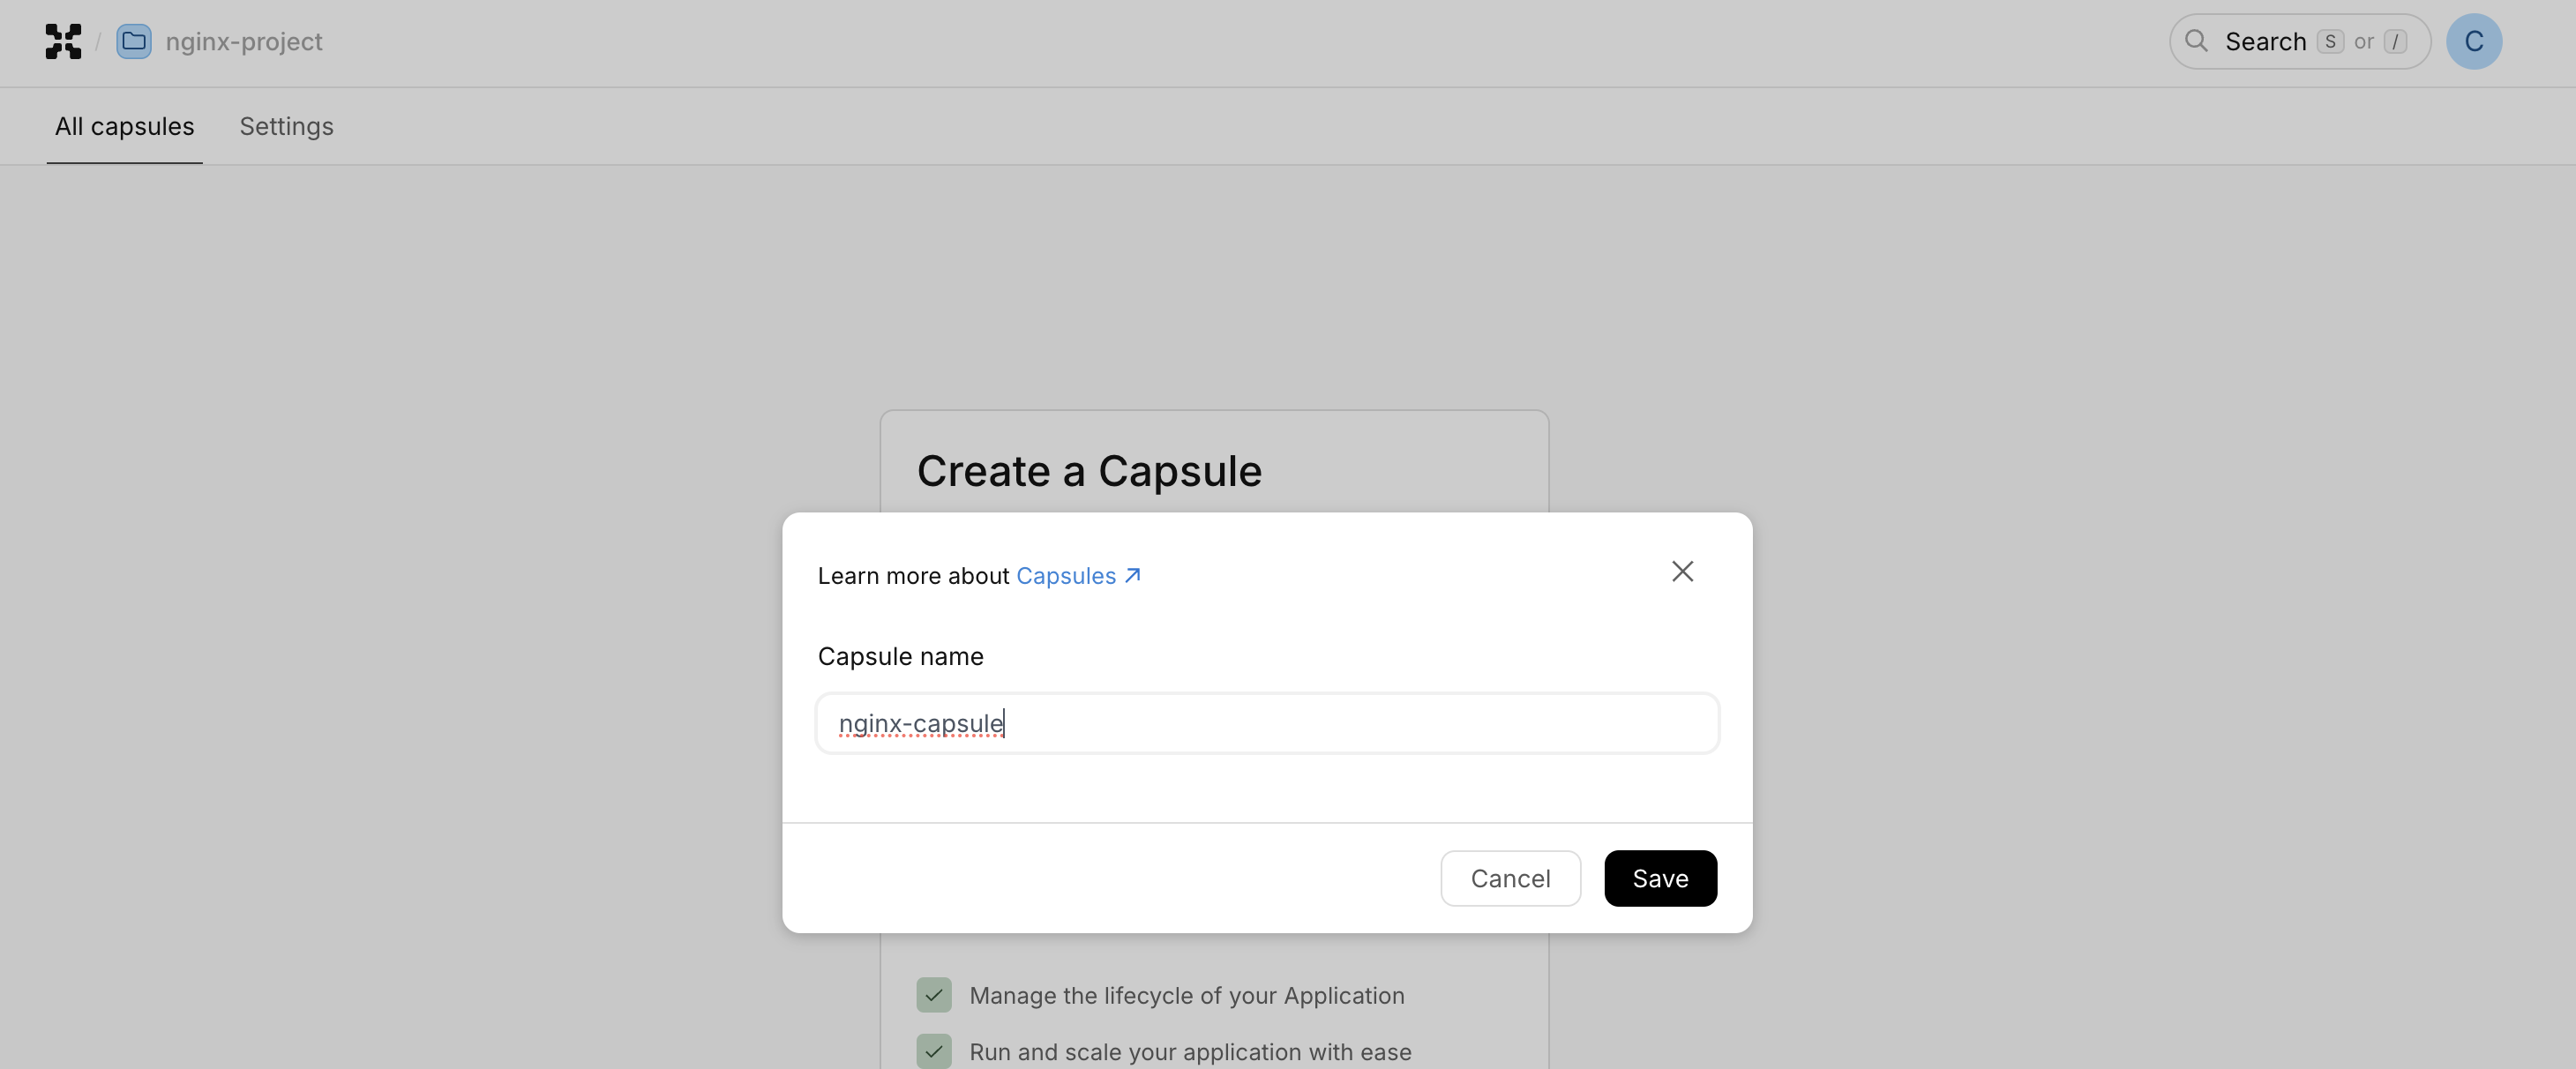 / nginx-project
Search S or /
C
All capsules Settings
Create a Capsule
Learn more about Capsules
Capsule name
nginx-capsule
Cancel Save
Manage the lifecycle of your Application
Run and scale your application with ease